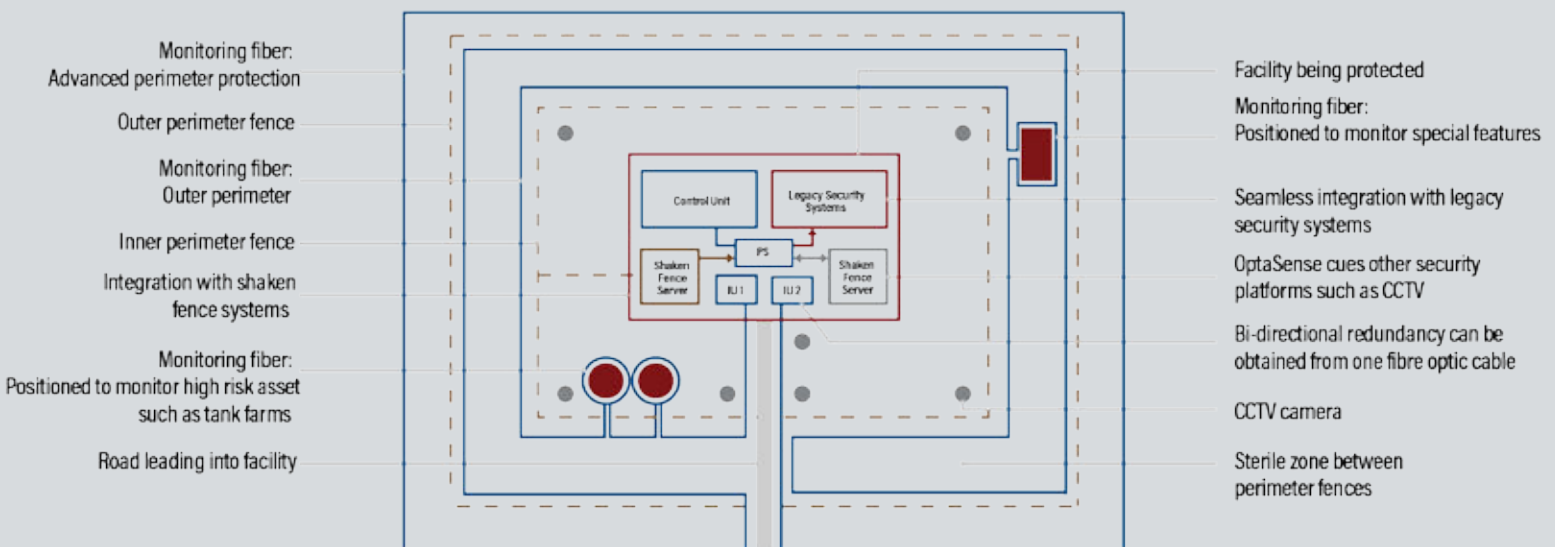 Monitoring fiber:
Advanced perimeter protection
Outer perimeter fence
Monitoring fiber:
Outer perimeter
Inner perimeter fence
Integration with shaken
fence systems
Monitoring fiber:
Positioned to monitor high risk asset
such as tank farms
Road leading into facility
Control Unit
Legacy Security
Systems
PS
Shaken
Fence
Server
IU 1
IU 2
Shaken
Fence
Server
Facility being protected
Monitoring fiber:
Positioned to monitor special features
Seamless integration with legacy
security systems
OptaSense cues other security
platforms such as CCTV
Bi-directional redundancy can be
obtained from one fibre optic cable
CCTV camera
Sterile zone between
perimeter fences